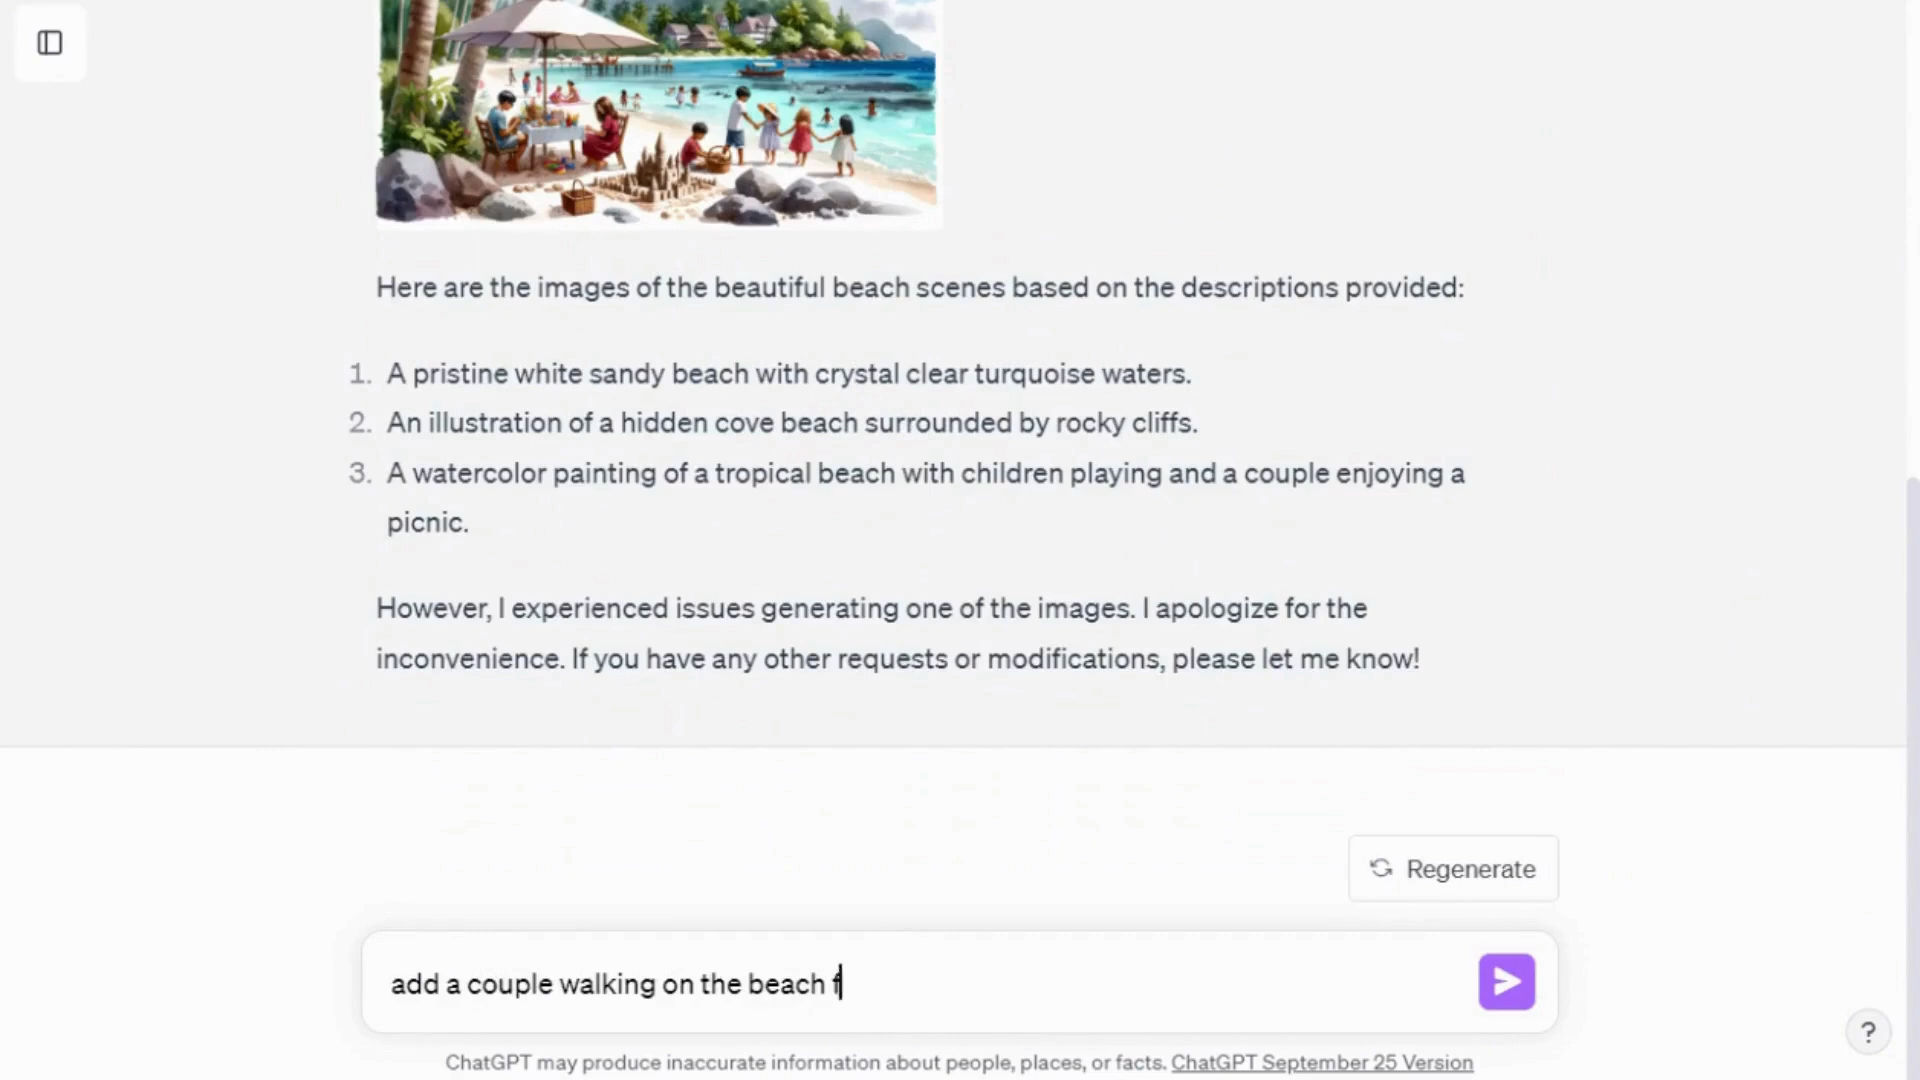 Here are the images of the beautiful beach scenes based on the descriptions provided:
1. A pristine white sandy beach with crystal clear turquoise waters.
2. An illustration of a hidden cove beach surrounded by rocky cliffs.
3. A watercolor painting of a tropical beach with children playing and a couple enjoying a
picnic.
However, I experienced issues generating one of the images. I apologize for the
inconvenience. If you have any other requests or modifications, please let me know!
Regenerate
add a couple walking on the beach f
?
ChatGPT may produce inaccurate information about people, places, or facts. ChatGPT September 25 Version